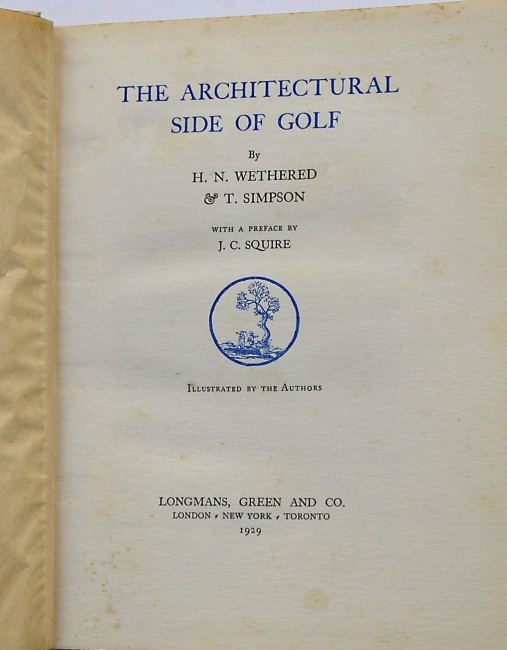 THE ARCHITECTURAL
SIDE OF GOLF
By
H. N. WETHERED
& T. SIMPSON
WITH A PREFACE BY
J. C. SQUIRE
ILLUSTRATED BY THE AUTHORS
LONGMANS, GREEN AND CO.
LONDON • NEW YORK • TORONTO
1929